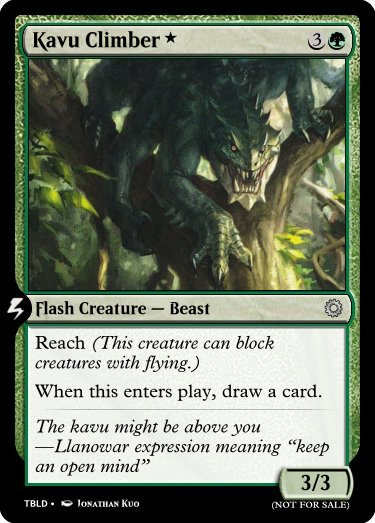 Kavu Climber ★ 3
Flash Creature — Beast
Reach (This creature can block
creatures with flying.)
When this enters play, draw a card.
The kavu might be above you
—Llanowar expression meaning “keep
an open mind”
3/3
TBLD • Jonathan Kuo
(NOT FOR SALE)